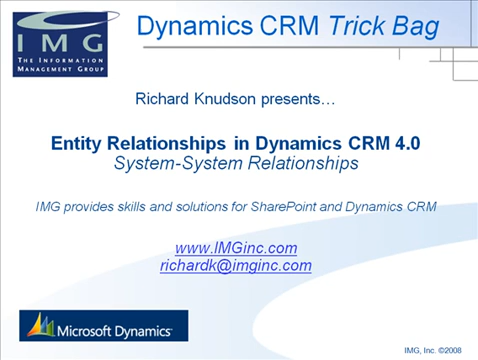 IMG
THE INFORMATION
MANAGEMENT GROUP
Dynamics CRM Trick Bag
Richard Knudson presents…
Entity Relationships in Dynamics CRM 4.0
System-System Relationships
IMG provides skills and solutions for SharePoint and Dynamics CRM
www.IMGinc.com
richardk@imginc.com
Microsoft Dynamics™
IMG, Inc. ©2008